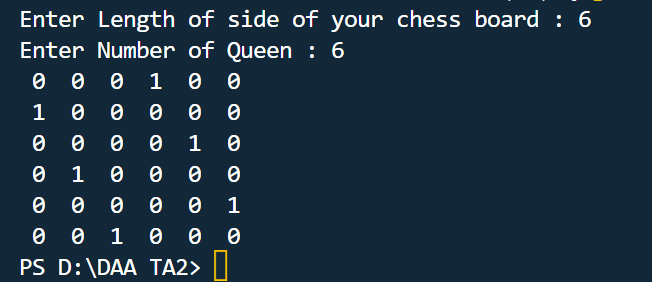 Enter Length of side of your chess board : 6
Enter Number of Queen : 6
0 0 0 1 0 0
1 0 0 0 0 0
0 0 0 0 1 0
0 1 0 0 0 0
0 0 0 0 0 1
0 0 1 0 0 0
PS D:\DAA TA2>